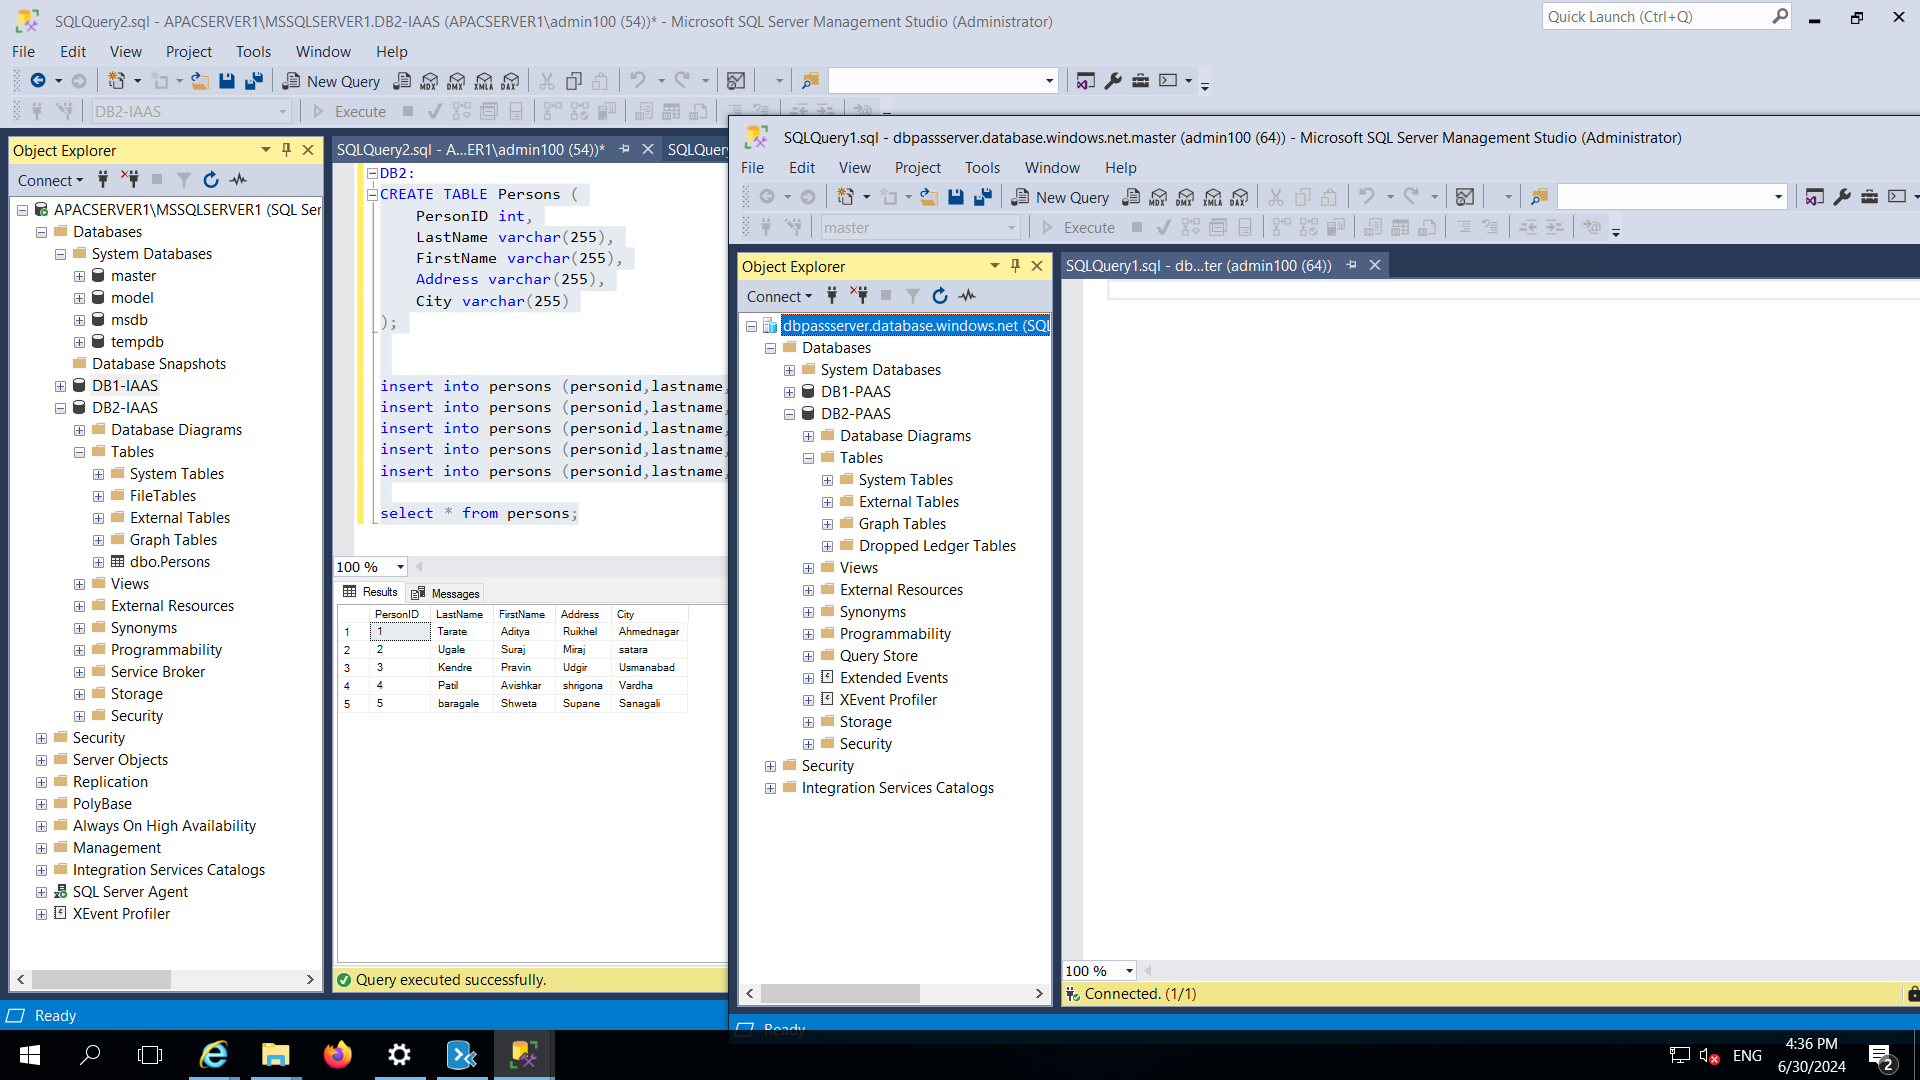 SQLQuery2.sql - APACSERVER1\MSSQLSERVER1.DB2-IAAS (APACSERVER1\admin100 (54))* - Microsoft SQL Server Management Studio (Administrator)
Quick Launch (Ctrl+Q)
File Edit View Project Tools Window Help
New Query
MDX DMX XMLA DAX
DB2-IAAS
Execute
Object Explorer
Connect
APACSERVER1\MSSQLSERVER1 (SQL Ser
Databases
System Databases
master
model
msdb
tempdb
Database Snapshots
DB1-IAAS
DB2-IAAS
Database Diagrams
Tables
System Tables
FileTables
External Tables
Graph Tables
dbo.Persons
Views
External Resources
Synonyms
Programmability
Service Broker
Storage
Security
Security
Server Objects
Replication
PolyBase
Always On High Availability
Management
Integration Services Catalogs
SQL Server Agent
XEvent Profiler
SQLQuery2.sql - A...ER1\admin100 (54))*
SQLQuery
DB2:
CREATE TABLE Persons (
PersonID int,
LastName varchar(255),
FirstName varchar(255),
Address varchar(255),
City varchar(255)
);
insert into persons (personid,lastname,
insert into persons (personid,lastname,
insert into persons (personid,lastname,
insert into persons (personid,lastname,
insert into persons (personid,lastname,
select * from persons;
100 %
Results Messages
PersonID LastName FirstName Address City
1 1 Tarate Aditya Ruikhel Ahmednagar
2 2 Ugale Suraj Miraj satara
3 3 Kendre Pravin Udgir Usmanabad
4 4 Patil Avishkar shrigona Vardha
5 5 baragale Shweta Supane Sanagali
Query executed successfully.
Ready
SQLQuery1.sql - dbpassserver.database.windows.net.master (admin100 (64)) - Microsoft SQL Server Management Studio (Administrator)
File Edit View Project Tools Window Help
New Query
MDX DMX XMLA DAX
master
Execute
Object Explorer
Connect
dbpassserver.database.windows.net (SQL
Databases
System Databases
DB1-PAAS
DB2-PAAS
Database Diagrams
Tables
System Tables
External Tables
Graph Tables
Dropped Ledger Tables
Views
External Resources
Synonyms
Programmability
Query Store
Extended Events
XEvent Profiler
Storage
Security
Security
Integration Services Catalogs
SQLQuery1.sql - db...ter (admin100 (64))
100 %
Connected. (1/1)
Ready
ENG
4:36 PM
6/30/2024
2